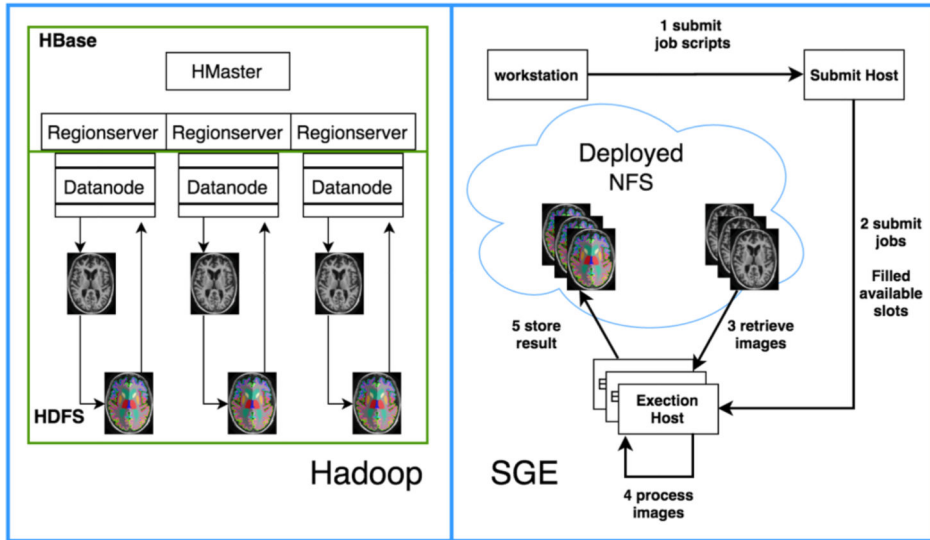 HBase
HMaster
Regionserver
Regionserver
Regionserver
Datanode
Datanode
Datanode
HDFS
Hadoop
1 submit
job scripts
workstation
Submit Host
Deployed
NFS
2 submit
jobs
Filled
available
slots
5 store
result
3 retrieve
images
Exection
Host
SGE
4 process
images